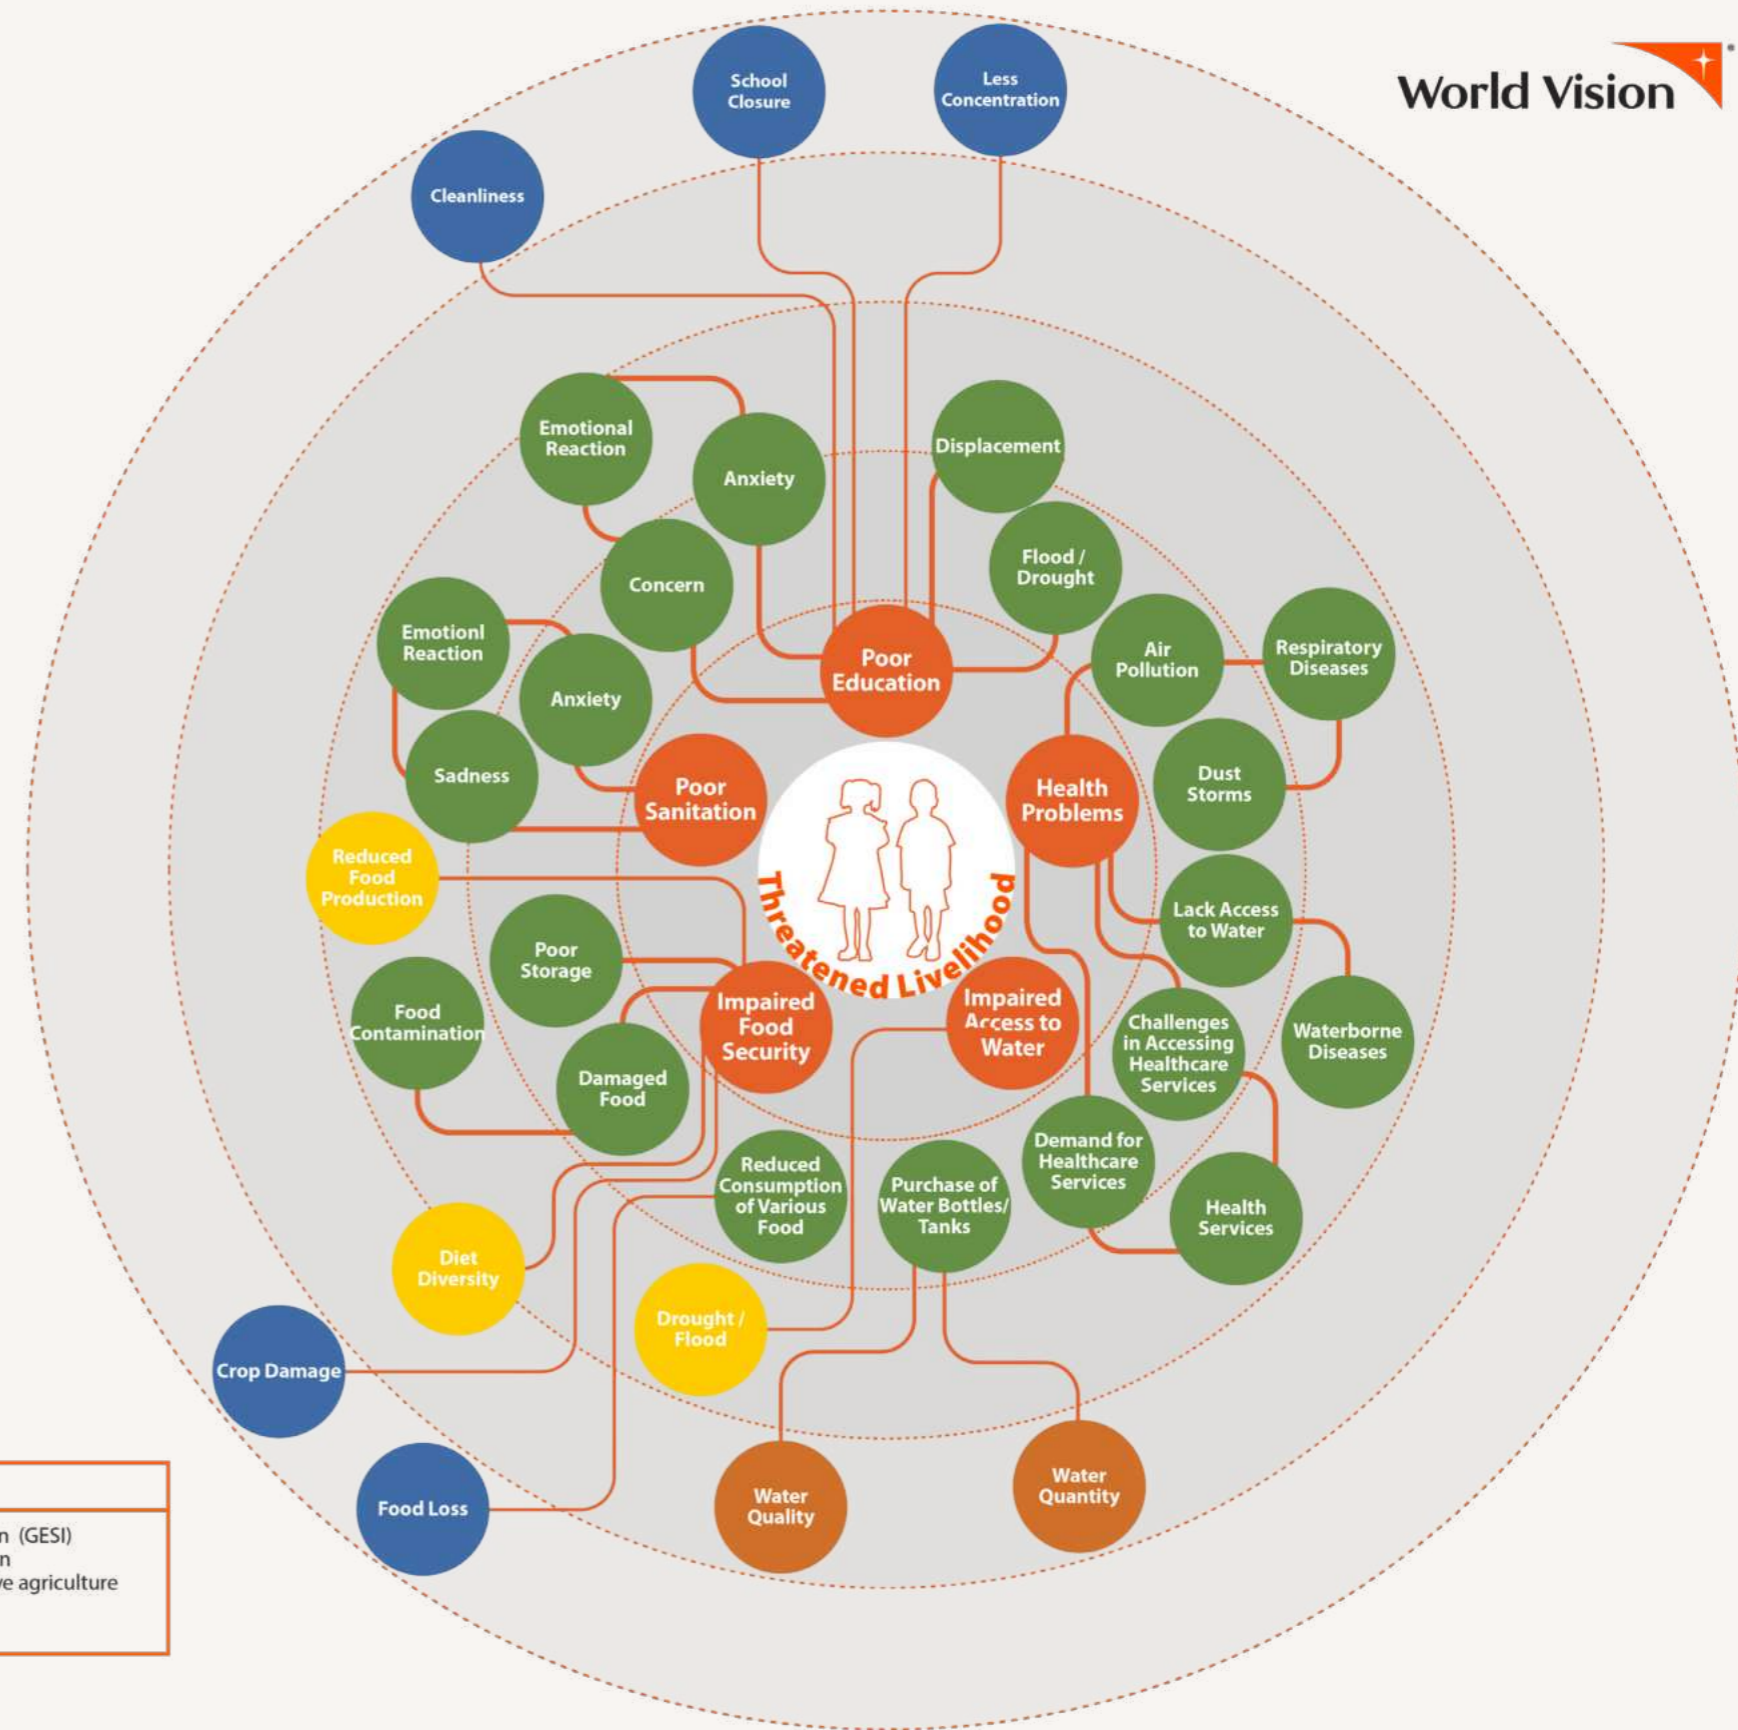 World Vision
School
Closure
Less
Concentration
Cleanliness
Emotional
Reaction
Anxiety
Displacement
Concern
Flood /
Drought
Emotionl
Reaction
Anxiety
Poor
Education
Air
Pollution
Respiratory
Diseases
Sadness
Poor
Sanitation
Health
Problems
Dust
Storms
Reduced
Food
Production
Threatened Livelihood
Lack Access
to Water
Poor
Storage
Food
Contamination
Impaired
Food
Security
Impaired
Access to
Water
Challenges
in Accessing
Healthcare
Services
Waterborne
Diseases
Damaged
Food
Demand for
Healthcare
Services
Reduced
Consumption
of Various
Food
Purchase of
Water Bottles/
Tanks
Health
Services
Diet
Diversity
Drought /
Flood
Crop Damage
Food Loss
Water
Quality
Water
Quantity
n (GESI)
n
ve agriculture